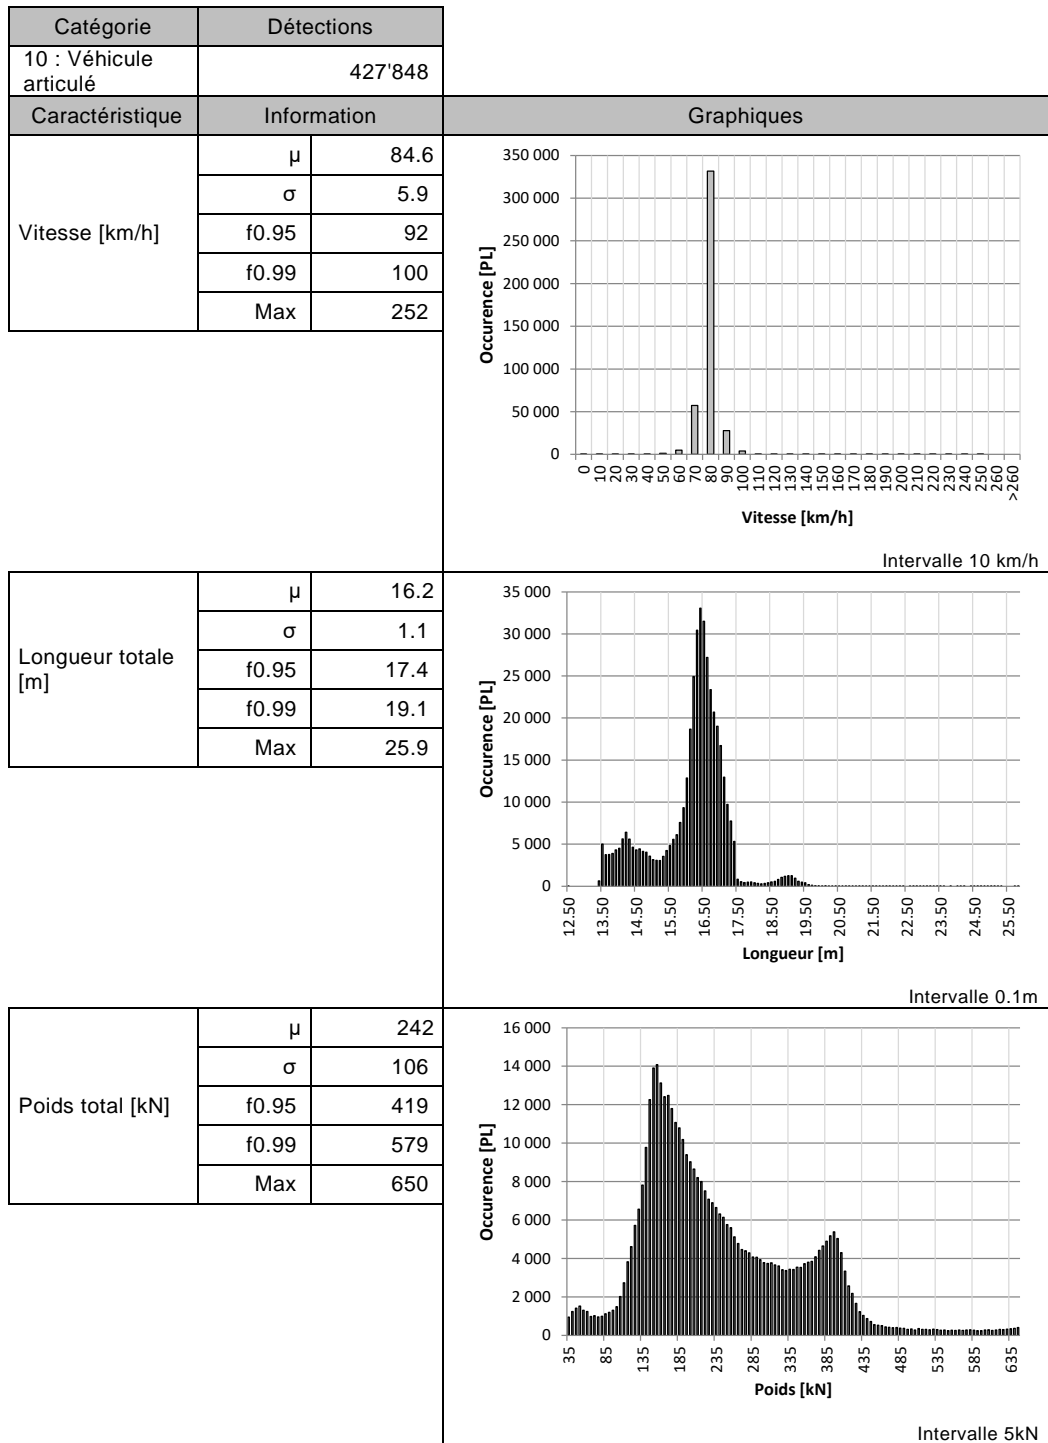 Catégorie Détections
10 : Véhicule
articulé
427'848
Caractéristique Information Graphiques
Vitesse [km/h]
µ 84.6
σ 5.9
f0.95 92
f0.99 100
Max 252
350 000
300 000
250 000
200 000
150 000
100 000
50 000
0
Occurence [PL]
0 10 20 30 40 50 60 70 80 90 100 110 120 130 140 150 160 170 180 190 200 210 220 230 240 250 260 >260
Vitesse [km/h]
Intervalle 10 km/h
Longueur totale
[m]
µ 16.2
σ 1.1
f0.95 17.4
f0.99 19.1
Max 25.9
35 000
30 000
25 000
20 000
15 000
10 000
5 000
0
Occurence [PL]
12.50 13.50 14.50 15.50 16.50 17.50 18.50 19.50 20.50 21.50 22.50 23.50 24.50 25.50
Longueur [m]
Intervalle 0.1m
Poids total [kN]
µ 242
σ 106
f0.95 419
f0.99 579
Max 650
16 000
14 000
12 000
10 000
8 000
6 000
4 000
2 000
0
Occurence [PL]
35 85 135 185 235 285 335 385 435 485 535 585 635
Poids [kN]
Intervalle 5kN